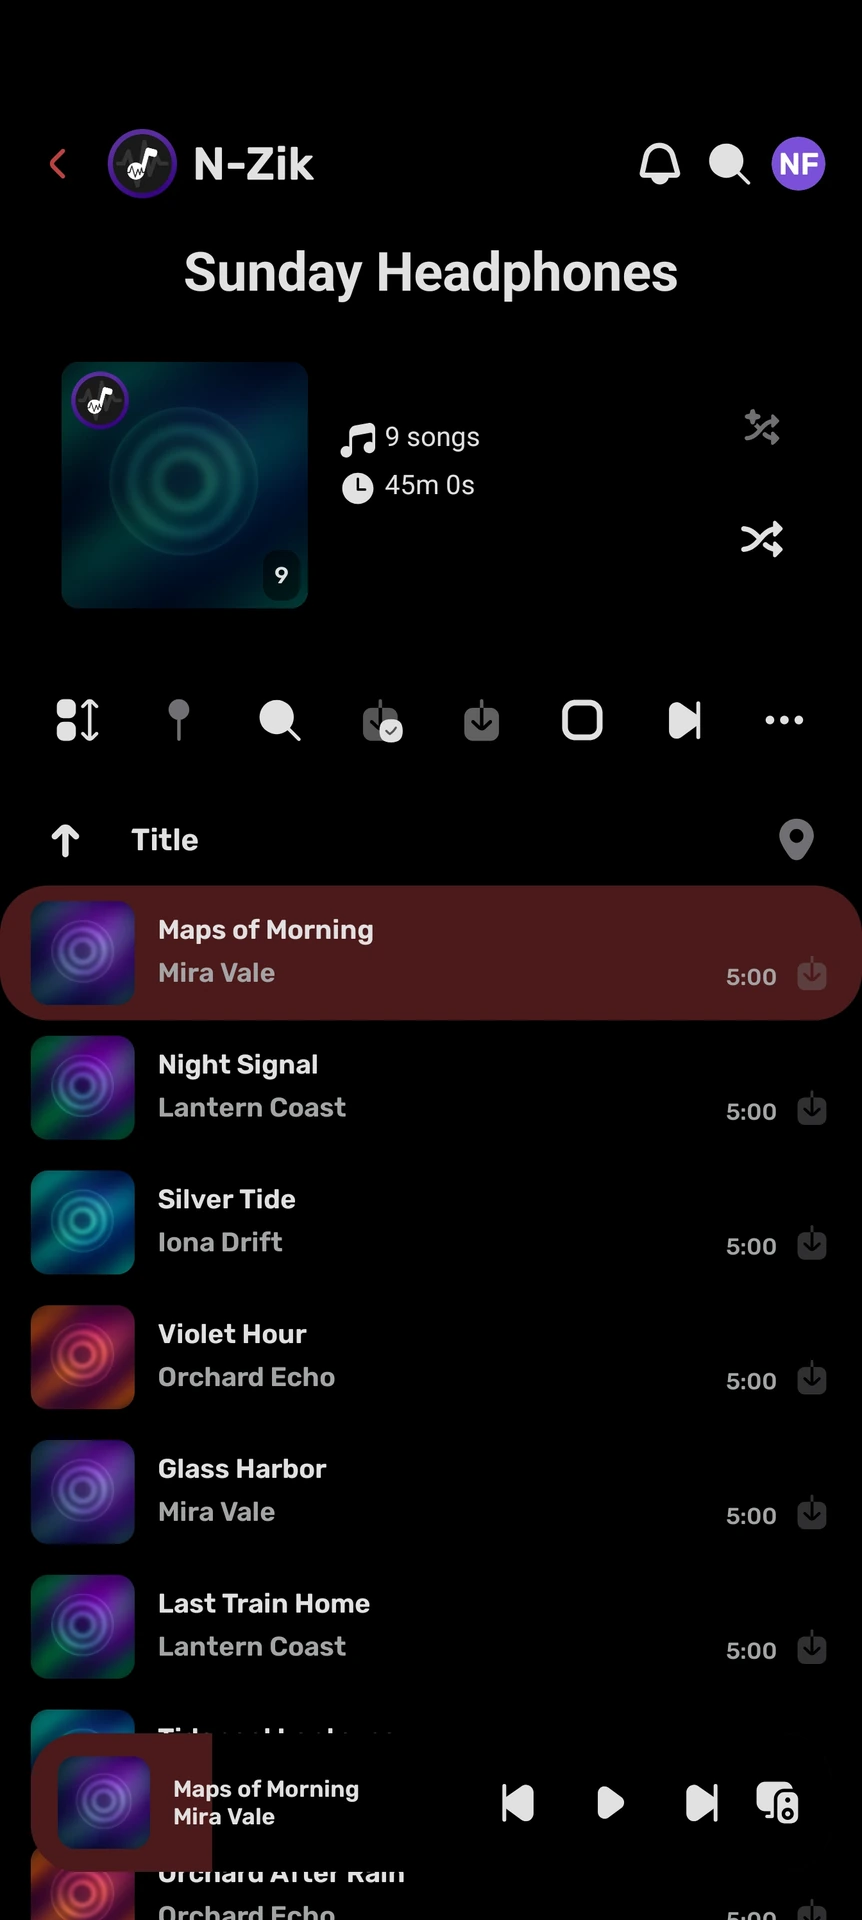 N-Zik
NF
Sunday Headphones
9 songs
45m 0s
9
Title
Maps of Morning
Mira Vale
5:00
Night Signal
Lantern Coast
5:00
Silver Tide
Iona Drift
5:00
Violet Hour
Orchard Echo
5:00
Glass Harbor
Mira Vale
5:00
Last Train Home
Lantern Coast
5:00
Maps of Morning
Mira Vale
Orchard After Rain
Orchard Echo
5:00